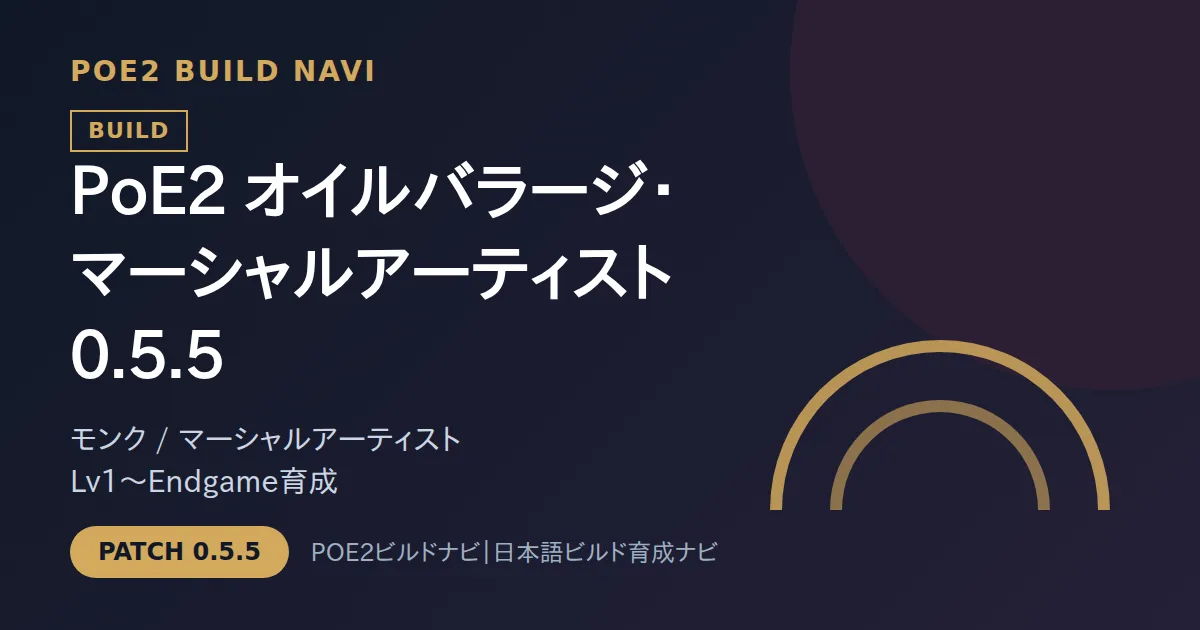 POE2 BUILD NAVI
BUILD
PoE2 オイルバラージ・
マーシャルアーティスト
0.5.5
モンク / マーシャルアーティスト
Lv1〜Endgame育成
PATCH 0.5.5
POE2ビルドナビ|日本語ビルド育成ナビ